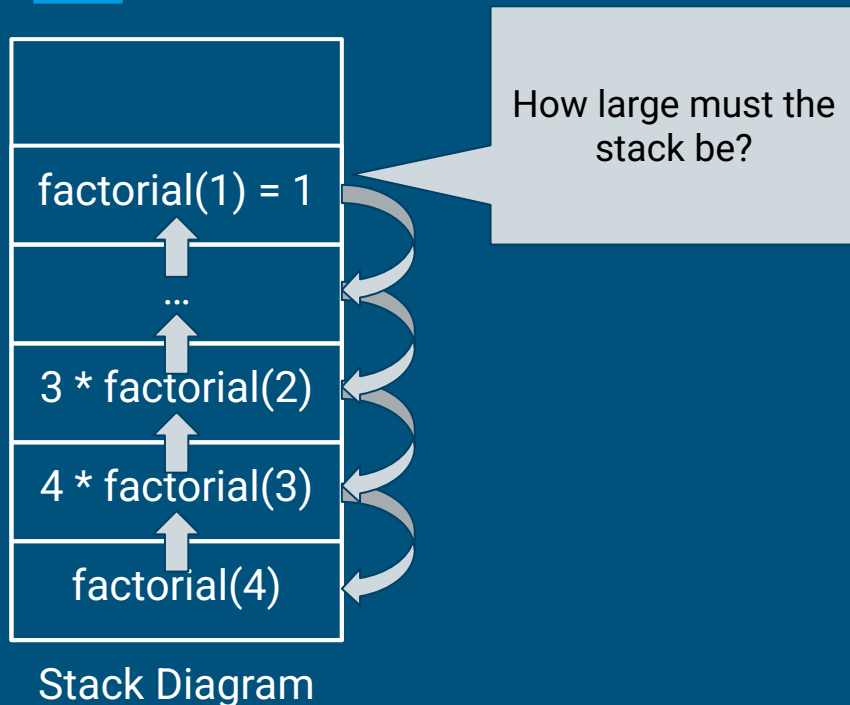 How large must the
stack be?
factorial(1) = 1
...
3 * factorial(2)
4 * factorial(3)
factorial(4)
Stack Diagram